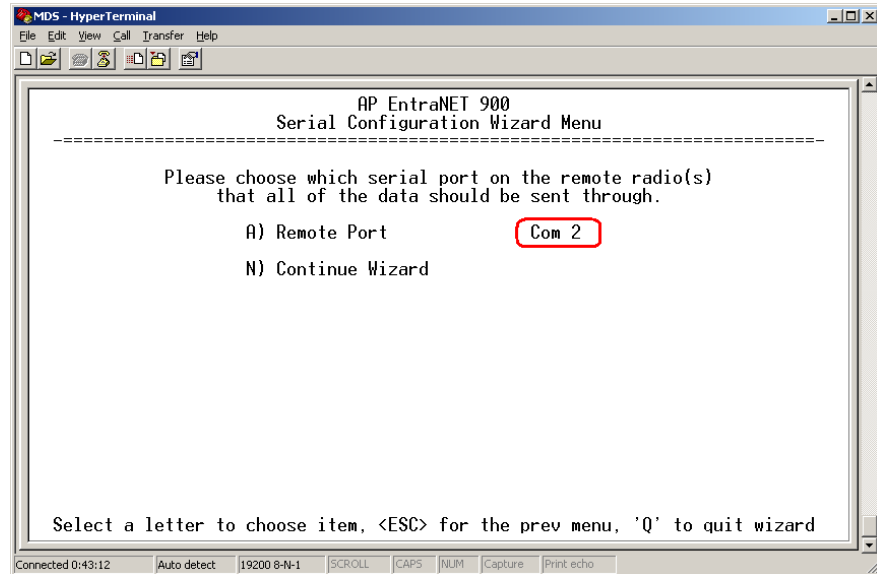 MDS - HyperTerminal
File Edit View Call Transfer Help
AP EntraNET 900
Serial Configuration Wizard Menu
-==========================================================================-
Please choose which serial port on the remote radio(s)
that all of the data should be sent through.
A) Remote Port Com 2
N) Continue Wizard
Select a letter to choose item, <ESC> for the prev menu, 'Q' to quit wizard
Connected 0:43:12 Auto detect 19200 8-N-1 SCROLL CAPS NUM Capture Print echo